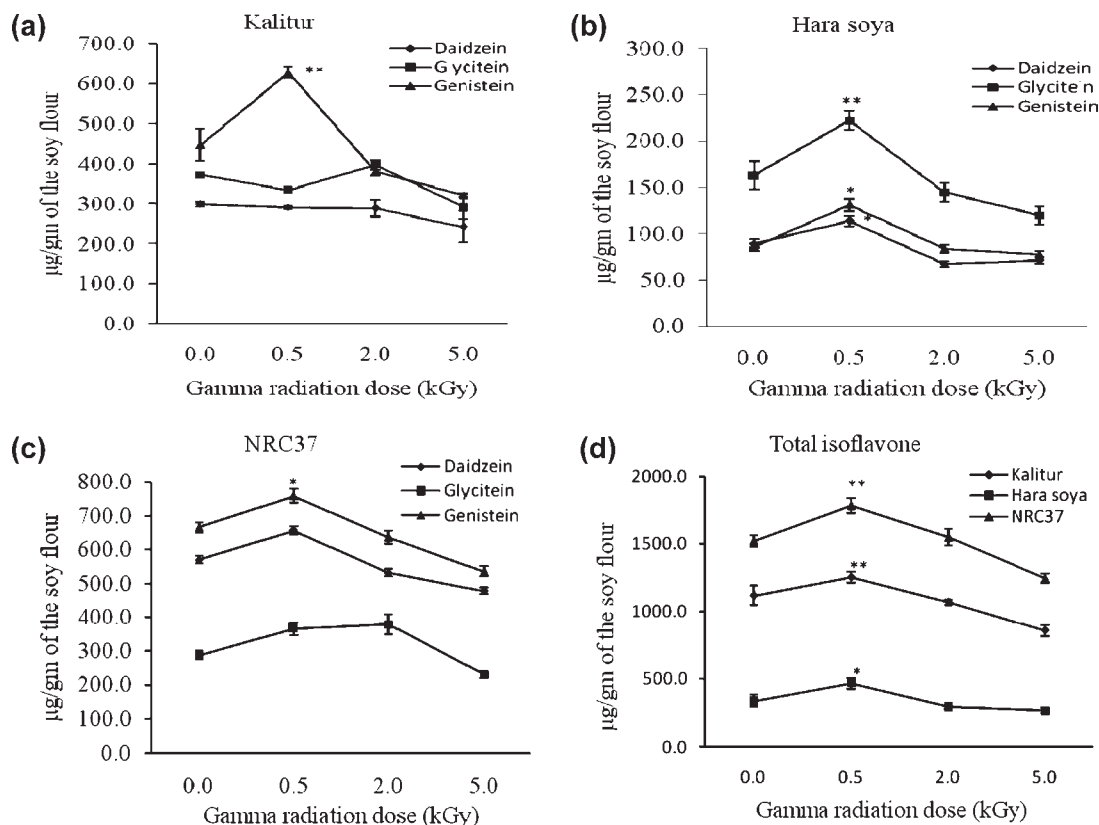 (a)
Kalitur
700.0
600.0
500.0
400.0
300.0
200.0
100.0
0.0
µg/gm of the soy flour
Daidzein
Glycitein
Genistein
**
0.0 0.5 2.0 5.0
Gamma radiation dose (kGy)
(b)
Hara soya
300.0
250.0
200.0
150.0
100.0
50.0
0.0
µg/gm of the soy flour
Daidzein
Glycitein
Genistein
**
*
*
0.0 0.5 2.0 5.0
Gamma radiation dose (kGy)
(c)
NRC37
800.0
700.0
600.0
500.0
400.0
300.0
200.0
100.0
0.0
µg/gm of the soy flour
Daidzein
Glycitein
Genistein
*
0.0 0.5 2.0 5.0
Gamma radiation dose (kGy)
(d)
Total isoflavone
2000.0
1500.0
1000.0
500.0
0.0
µg/gm of the soy flour
Kalitur
Hara soya
NRC37
**
**
*
0.0 0.5 2.0 5.0
Gamma radiation dose (kGy)